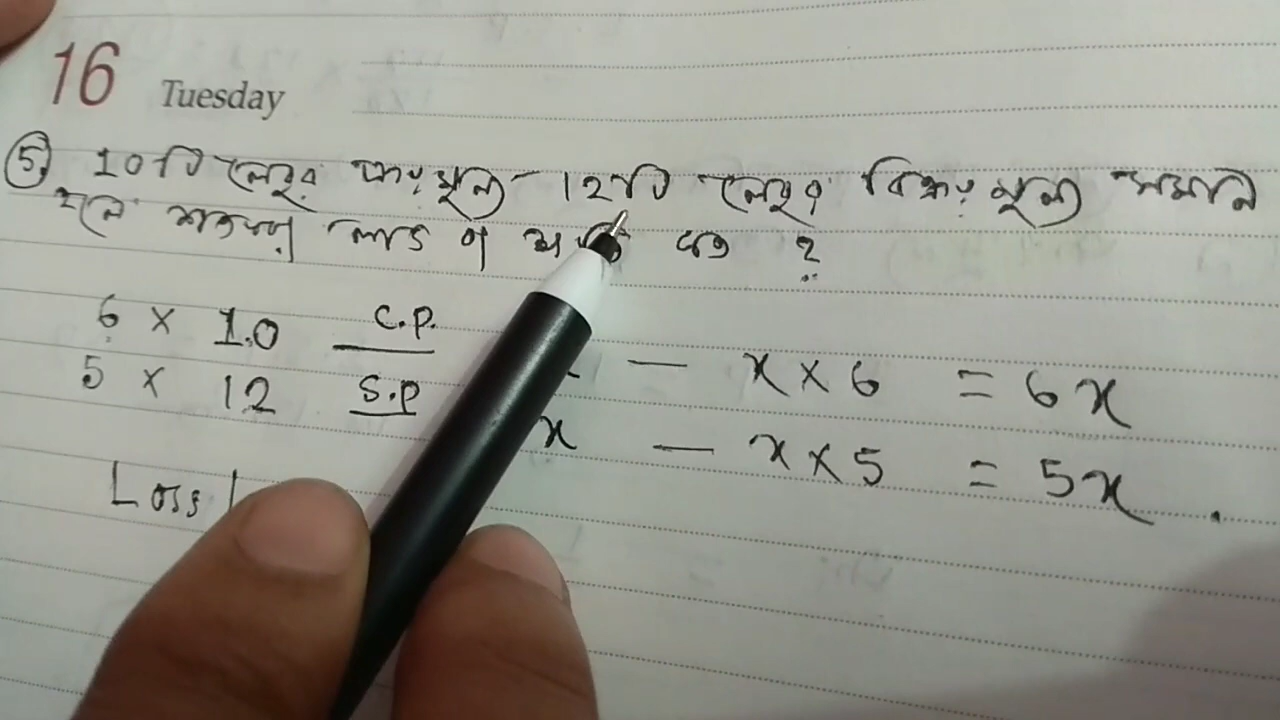 16 Tuesday
5. 10টি লেবুর ক্রয়মূল্য 12টি লেবুর বিক্রয়মূল্য সমান
হলে শতকরা লাভ বা ক্ষতি কত ?
6 × 10 C.P. — x × 6 = 6x
5 × 12 S.P x — x × 5 = 5x .
Loss